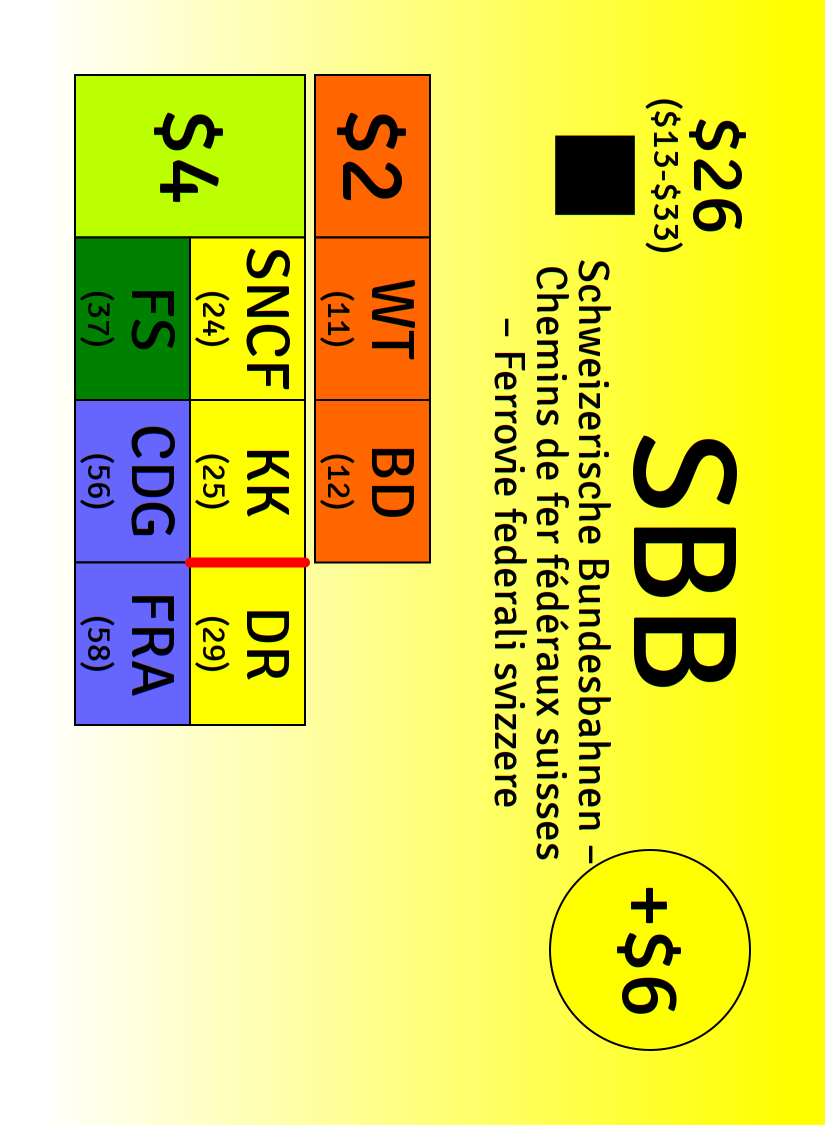 $26
($13-$33)
SBB
Schweizerische Bundesbahnen –
Chemins de fer fédéraux suisses
– Ferrovie federali svizzere
+$6
$2
WT
(11)
BD
(12)
$4
SNCF
(24)
KK
(25)
DR
(29)
FS
(37)
CDG
(56)
FRA
(58)